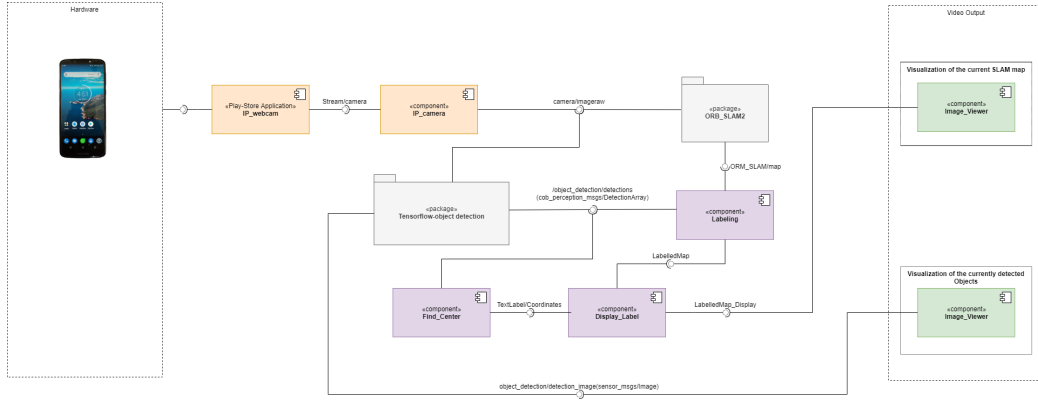 Hardware
Video Output
Visualization of the current SLAM map
«component»
Image_Viewer
«Play-Store Application»
IP_webcam
Stream/camera
«component»
IP_camera
camera/imageraw
«package»
ORB_SLAM2
ORM_SLAM/map
«package»
Tensorflow-object detection
/object_detection/detections
(cob_perception_msgs/DetectionArray)
«component»
Labeling
LabelledMap
«component»
Find_Center
TextLabel/Coordinates
«component»
Display_Label
LabelledMap_Display
Visualization of the currently detected
Objects
«component»
Image_Viewer
object_detection/detection_image(sensor_msgs/Image)